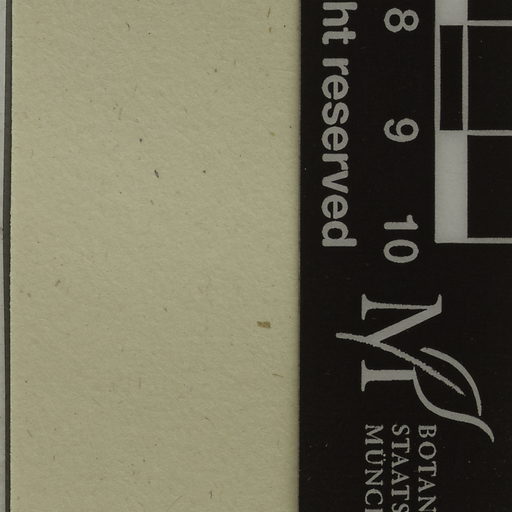 ht reserved
8 9 10
M
BOTAN
STAATS
MÜNC